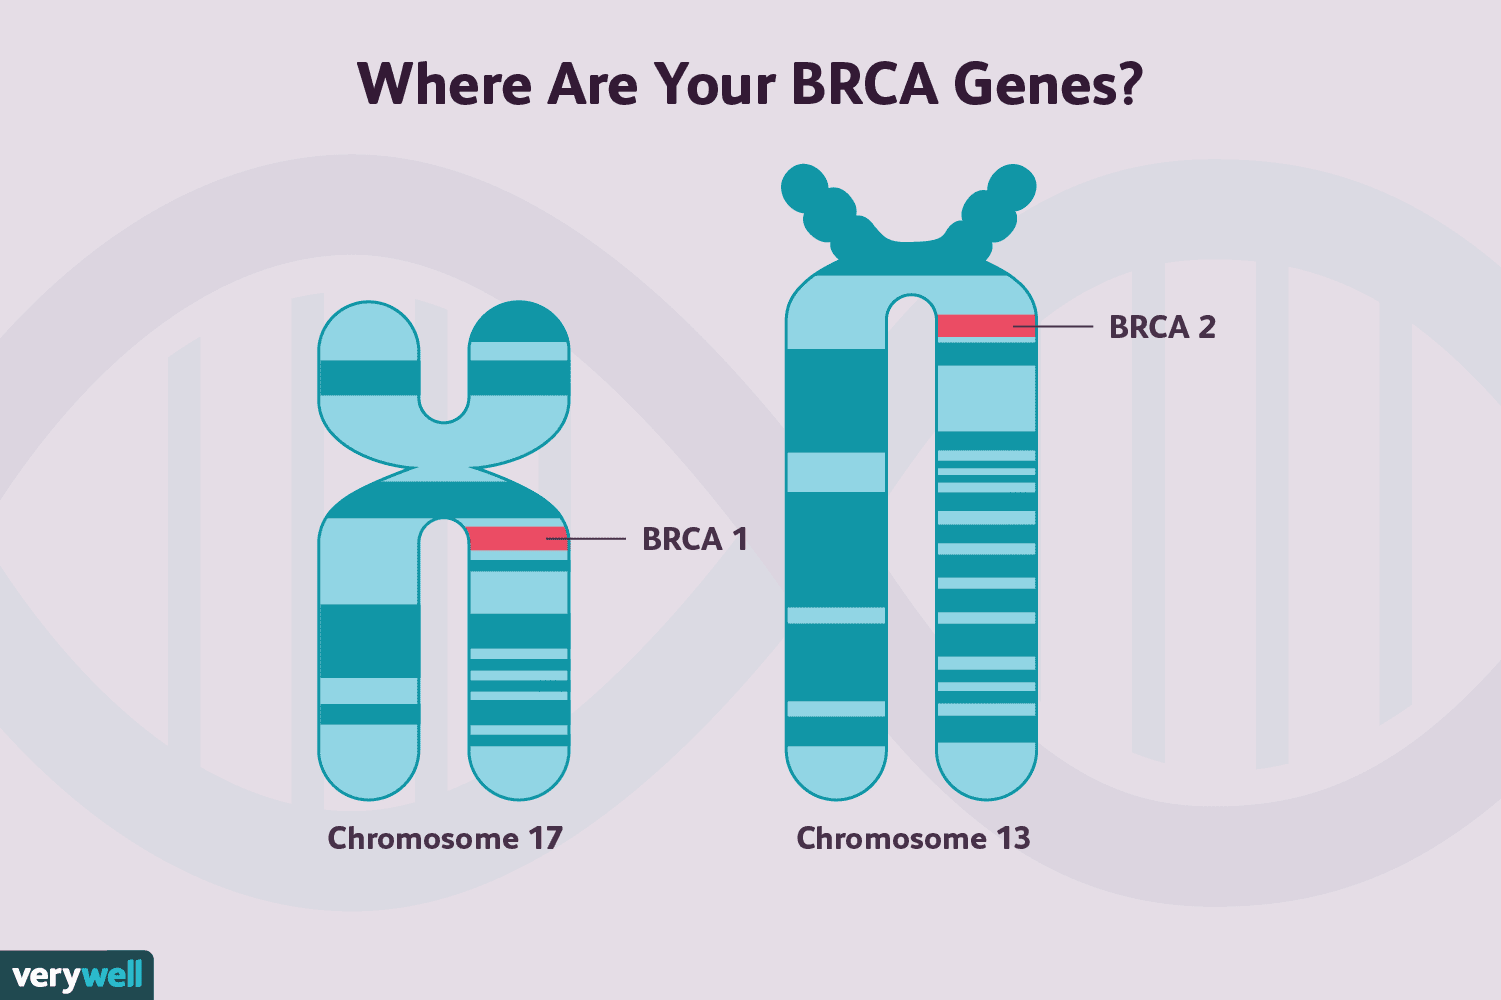 Where Are Your BRCA Genes?
BRCA 2
BRCA 1
Chromosome 17
Chromosome 13
verywell